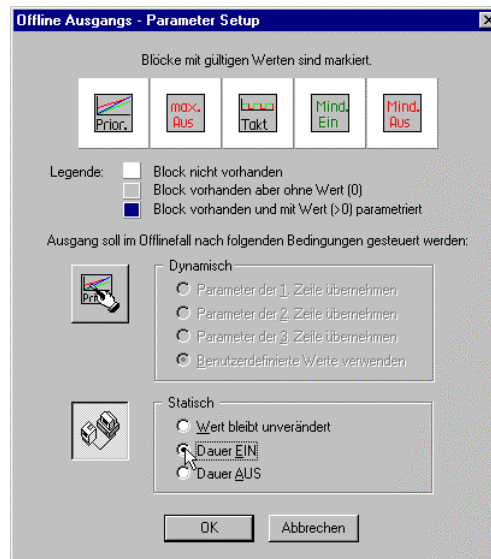 Offline Ausgangs - Parameter Setup
Blöcke mit gültigen Werten sind markiert.
Prior.
max. Aus
Takt
Mind. Ein
Mind. Aus
Legende:
Block nicht vorhanden
Block vorhanden aber ohne Wert (0)
Block vorhanden und mit Wert (>0) parametriert
Ausgang soll im Offlinefall nach folgenden Bedingungen gesteuert werden:
Dynamisch
Parameter der 1. Zeile übernehmen
Parameter der 2. Zeile übernehmen
Parameter der 3. Zeile übernehmen
Benutzerdefinierte Werte verwenden
Statisch
Wert bleibt unverändert
Dauer EIN
Dauer AUS
OK
Abbrechen